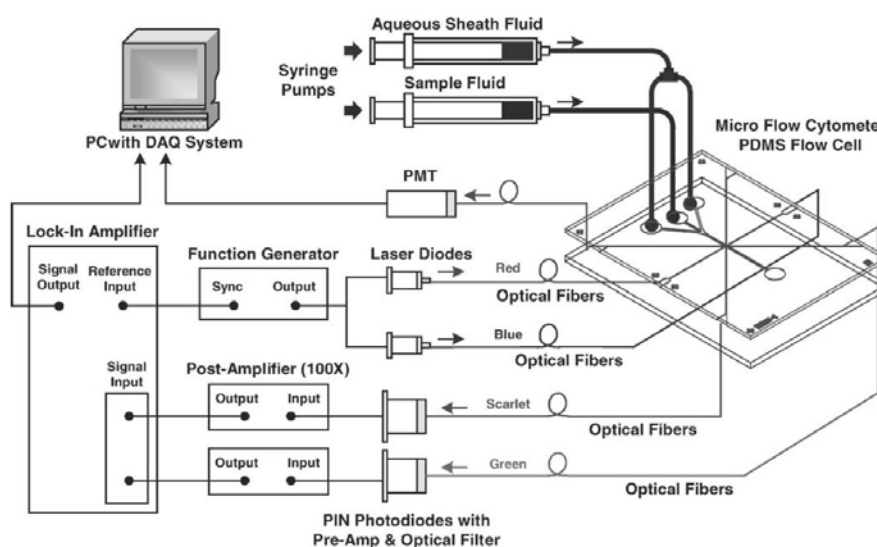 Aqueous Sheath Fluid
Syringe
Pumps
Sample Fluid
PCwith DAQ System
Micro Flow Cytomete
PDMS Flow Cell
PMT
Lock-In Amplifier
Signal
Output
Reference
Input
Function Generator
Sync
Output
Laser Diodes
Red
Optical Fibers
Blue
Optical Fibers
Signal
Input
Post-Amplifier (100X)
Output
Input
Scarlet
Optical Fibers
Output
Input
Green
Optical Fibers
PIN Photodiodes with
Pre-Amp & Optical Filter